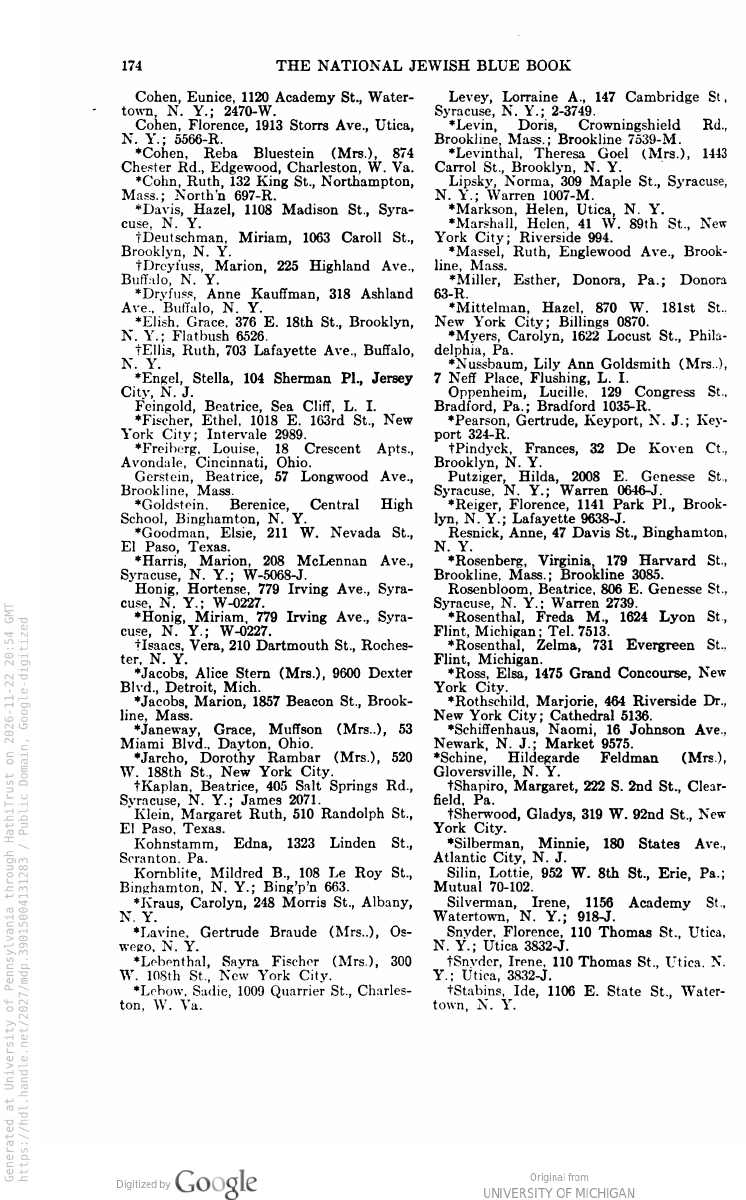 174 THE NATIONAL JEWISH BLUE BOOK
Cohen, Eunice, 1120 Academy St., Water-
town, N. Y.; 2470-W.
Cohen, Florence, 1913 Storrs Ave., Utica,
N. Y.; 5566-R.
*Cohen, Reba Bluestein (Mrs.), 874
Chester Rd., Edgewood, Charleston, W. Va.
*Cohn, Ruth, 132 King St., Northampton,
Mass.; North'n 697-R.
*Davis, Hazel, 1108 Madison St., Syra-
cuse, N. Y.
†Deutschman, Miriam, 1063 Caroll St.,
Brooklyn, N. Y.
†Dreyfuss, Marion, 225 Highland Ave.,
Buffalo, N. Y.
*Dryfuss, Anne Kauffman, 318 Ashland
Ave., Buffalo, N. Y.
*Elish, Grace, 376 E. 18th St., Brooklyn,
N. Y.; Flatbush 6526.
†Ellis, Ruth, 703 Lafayette Ave., Buffalo,
N. Y.
*Engel, Stella, 104 Sherman Pl., Jersey
City, N. J.
Feingold, Beatrice, Sea Cliff, L. I.
*Fischer, Ethel, 1018 E. 163rd St., New
York City; Intervale 2989.
*Freiberg, Louise, 18 Crescent Apts.,
Avondale, Cincinnati, Ohio.
Gerstein, Beatrice, 57 Longwood Ave.,
Brookline, Mass.
*Goldstein, Berenice, Central High
School, Binghamton, N. Y.
*Goodman, Elsie, 211 W. Nevada St.,
El Paso, Texas.
*Harris, Marion, 208 McLennan Ave.,
Syracuse, N. Y.; W-5068-J.
Honig, Hortense, 779 Irving Ave., Syra-
cuse, N. Y.; W-0227.
*Honig, Miriam, 779 Irving Ave., Syra-
cuse, N. Y.; W-0227.
†Isaacs, Vera, 210 Dartmouth St., Roches-
ter, N. Y.
*Jacobs, Alice Stern (Mrs.), 9600 Dexter
Blvd., Detroit, Mich.
*Jacobs, Marion, 1857 Beacon St., Brook-
line, Mass.
*Janeway, Grace, Muffson (Mrs..), 53
Miami Blvd., Dayton, Ohio.
*Jarcho, Dorothy Rambar (Mrs.), 520
W. 188th St., New York City.
†Kaplan, Beatrice, 405 Salt Springs Rd.,
Syracuse, N. Y.; James 2071.
Klein, Margaret Ruth, 510 Randolph St.,
El Paso, Texas.
Kohnstamm, Edna, 1323 Linden St.,
Scranton, Pa.
Kornblite, Mildred B., 108 Le Roy St.,
Binghamton, N. Y.; Bing'p'n 663.
*Kraus, Carolyn, 248 Morris St., Albany,
N. Y.
*Lavine, Gertrude Braude (Mrs..), Os-
wego, N. Y.
*Lebenthal, Sayra Fischer (Mrs.), 300
W. 108th St., New York City.
*Lebow, Sadie, 1009 Quarrier St., Charles-
ton, W. Va.
Levey, Lorraine A., 147 Cambridge St,
Syracuse, N. Y.; 2-3749.
*Levin, Doris, Crowningshield Rd.,
Brookline, Mass.; Brookline 7539-M.
*Levinthal, Theresa Goel (Mrs.), 1443
Carrol St., Brooklyn, N. Y.
Lipsky, Norma, 309 Maple St., Syracuse,
N. Y.; Warren 1007-M.
*Markson, Helen, Utica, N. Y.
*Marshall, Helen, 41 W. 89th St., New
York City; Riverside 994.
*Massel, Ruth, Englewood Ave., Brook-
line, Mass.
*Miller, Esther, Donora, Pa.; Donora
63-R.
*Mittelman, Hazel, 870 W. 181st St..
New York City; Billings 0870.
*Myers, Carolyn, 1622 Locust St., Phila-
delphia, Pa.
*Nussbaum, Lily Ann Goldsmith (Mrs..),
7 Neff Place, Flushing, L. I.
Oppenheim, Lucille, 129 Congress St.,
Bradford, Pa.; Bradford 1035-R.
*Pearson, Gertrude, Keyport, N. J.; Key-
port 324-R.
†Pindyck, Frances, 32 De Koven Ct.,
Brooklyn, N. Y.
Putziger, Hilda, 2008 E. Genesse St.,
Syracuse, N. Y.; Warren 0646-J.
*Reiger, Florence, 1141 Park Pl., Brook-
lyn, N. Y.; Lafayette 9638-J.
Resnick, Anne, 47 Davis St., Binghamton,
N. Y.
*Rosenberg, Virginia, 179 Harvard St.,
Brookline, Mass.; Brookline 3085.
Rosenbloom, Beatrice, 806 E. Genesse St.,
Syracuse, N. Y.; Warren 2739.
*Rosenthal, Freda M., 1624 Lyon St.,
Flint, Michigan; Tel. 7513.
*Rosenthal, Zelma, 731 Evergreen St..
Flint, Michigan.
*Ross, Elsa, 1475 Grand Concourse, New
York City.
*Rothschild, Marjorie, 464 Riverside Dr.,
New York City; Cathedral 5136.
*Schiffenhaus, Naomi, 16 Johnson Ave.,
Newark, N. J.; Market 9575.
*Schine, Hildegarde Feldman (Mrs.),
Gloversville, N. Y.
†Shapiro, Margaret, 222 S. 2nd St., Clear-
field, Pa.
†Sherwood, Gladys, 319 W. 92nd St., New
York City.
*Silberman, Minnie, 180 States Ave.,
Atlantic City, N. J.
Silin, Lottie, 952 W. 8th St., Erie, Pa.;
Mutual 70-102.
Silverman, Irene, 1156 Academy St.,
Watertown, N. Y.; 918-J.
Snyder, Florence, 110 Thomas St., Utica,
N. Y.; Utica 3832-J.
†Snyder, Irene, 110 Thomas St., Utica, N.
Y.; Utica, 3832-J.
†Stabins, Ide, 1106 E. State St., Water-
town, N. Y.
Generated at University of Pennsylvania through HathiTrust on 2026-11-22 20:54 GMT
https://hdl.handle.net/2027/mdp.39015004131283 / Public Domain, Google-digitized
Digitized by Google
Original from
UNIVERSITY OF MICHIGAN